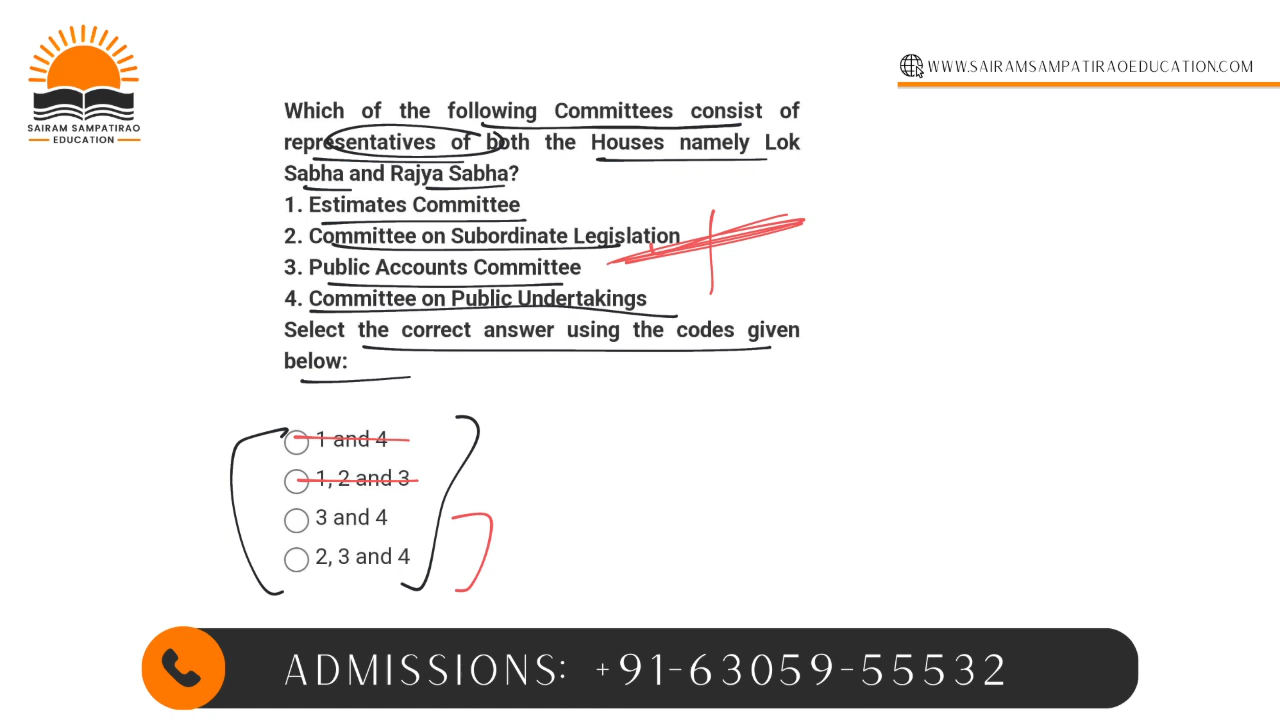 SAIRAM SAMPATIRAO
EDUCATION
WWW.SAIRAMSAMPATIRAOEDUCATION.COM
Which of the following Committees consist of
representatives of both the Houses namely Lok
Sabha and Rajya Sabha?
1. Estimates Committee
2. Committee on Subordinate Legislation
3. Public Accounts Committee
4. Committee on Public Undertakings
Select the correct answer using the codes given
below:
1 and 4
1, 2 and 3
3 and 4
2, 3 and 4
ADMISSIONS: +91-63059-55532